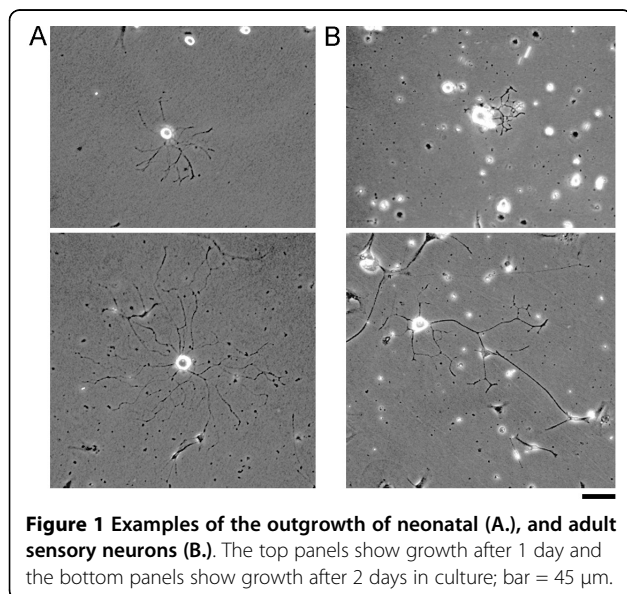 A
B
Figure 1 Examples of the outgrowth of neonatal (A.), and adult
sensory neurons (B.). The top panels show growth after 1 day and
the bottom panels show growth after 2 days in culture; bar = 45 μm.